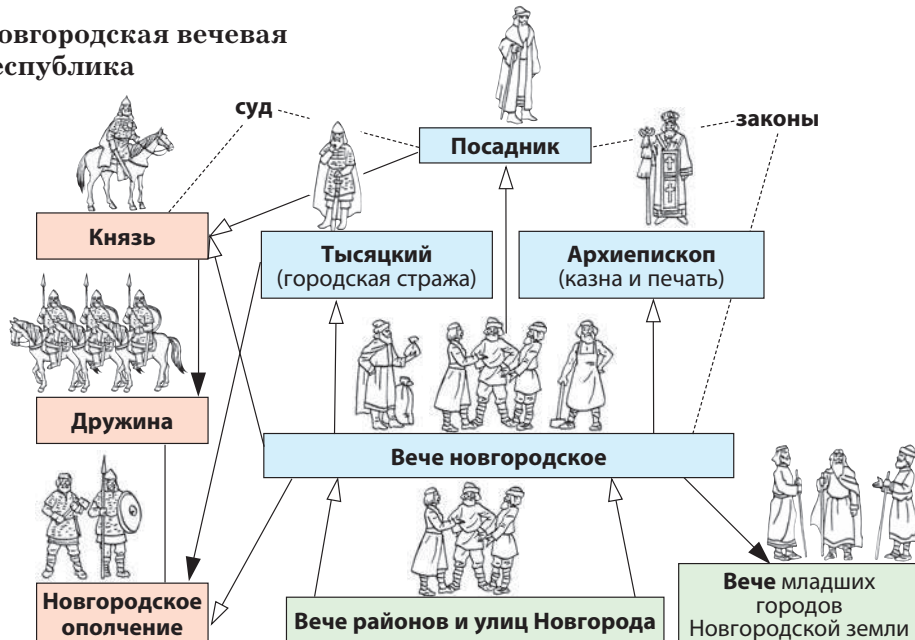 овгородская вечевая
еспублика
суд
законы
Посадник
Князь
Тысяцкий
(городская стража)
Архиепископ
(казна и печать)
Дружина
Вече новгородское
Новгородское
ополчение
Вече районов и улиц Новгорода
Вече младших
городов
Новгородской земли